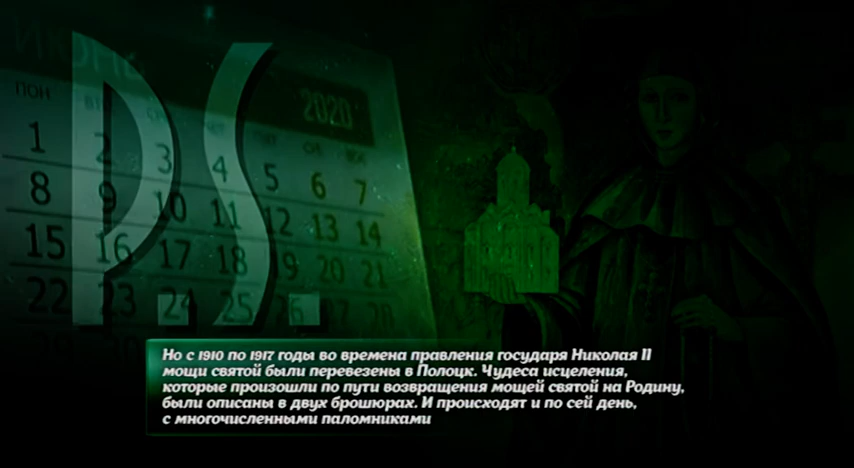 P.S.
2020
ПОН
1 2 3 4 5 6 7
8 9 10 11 12 13 14
15 16 17 18 19 20 21
22 23 24 25 26 27 28
Но с 1910 по 1917 годы во времена правления государя Николая II
мощи святой были перевезены в Полоцк. Чудеса исцеления,
которые произошли по пути возвращения мощей святой на Родину,
были описаны в двух брошюрах. И происходят и по сей день,
с многочисленными паломниками